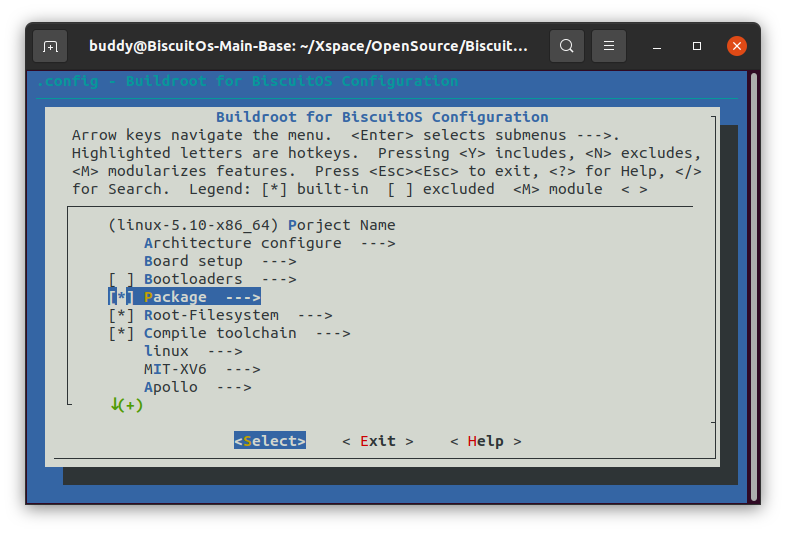 buddy@BiscuitOs-Main-Base: ~/Xspace/OpenSource/Biscuit...
.config - Buildroot for BiscuitOS Configuration
Buildroot for BiscuitOS Configuration
Arrow keys navigate the menu.  <Enter> selects submenus --->.
Highlighted letters are hotkeys.  Pressing <Y> includes, <N> excludes,
<M> modularizes features.  Press <Esc><Esc> to exit, <?> for Help, </>
for Search.  Legend: [*] built-in  [ ] excluded  <M> module  < >
(linux-5.10-x86_64) Porject Name
Architecture configure  --->
Board setup  --->
[ ] Bootloaders  --->
[*] Package  --->
[*] Root-Filesystem  --->
[*] Compile toolchain  --->
linux  --->
MIT-XV6  --->
Apollo  --->
↓(+)
<Select>    < Exit >    < Help >